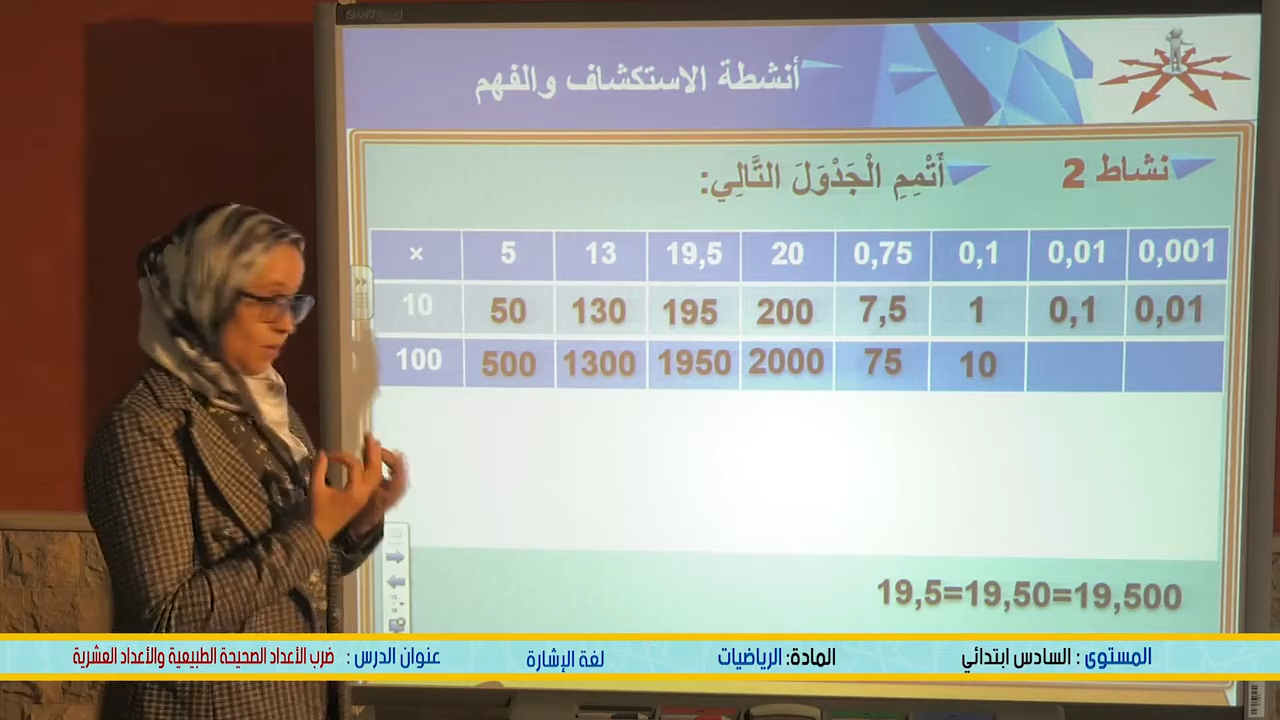 أنشطة الاستكشاف والفهم
نشاط 2 أَتْمِمِ الْجَدْوَلَ التَّالِي:
× 5 13 19,5 20 0,75 0,1 0,01 0,001
10 50 130 195 200 7,5 1 0,1 0,01
100 500 1300 1950 2000 75 10
19,5=19,50=19,500
المستوى : السادس ابتدائي المادة: الرياضيات لغة الإشارة عنوان الدرس : ضرب الأعداد الصحيحة الطبيعية والأعداد العشرية